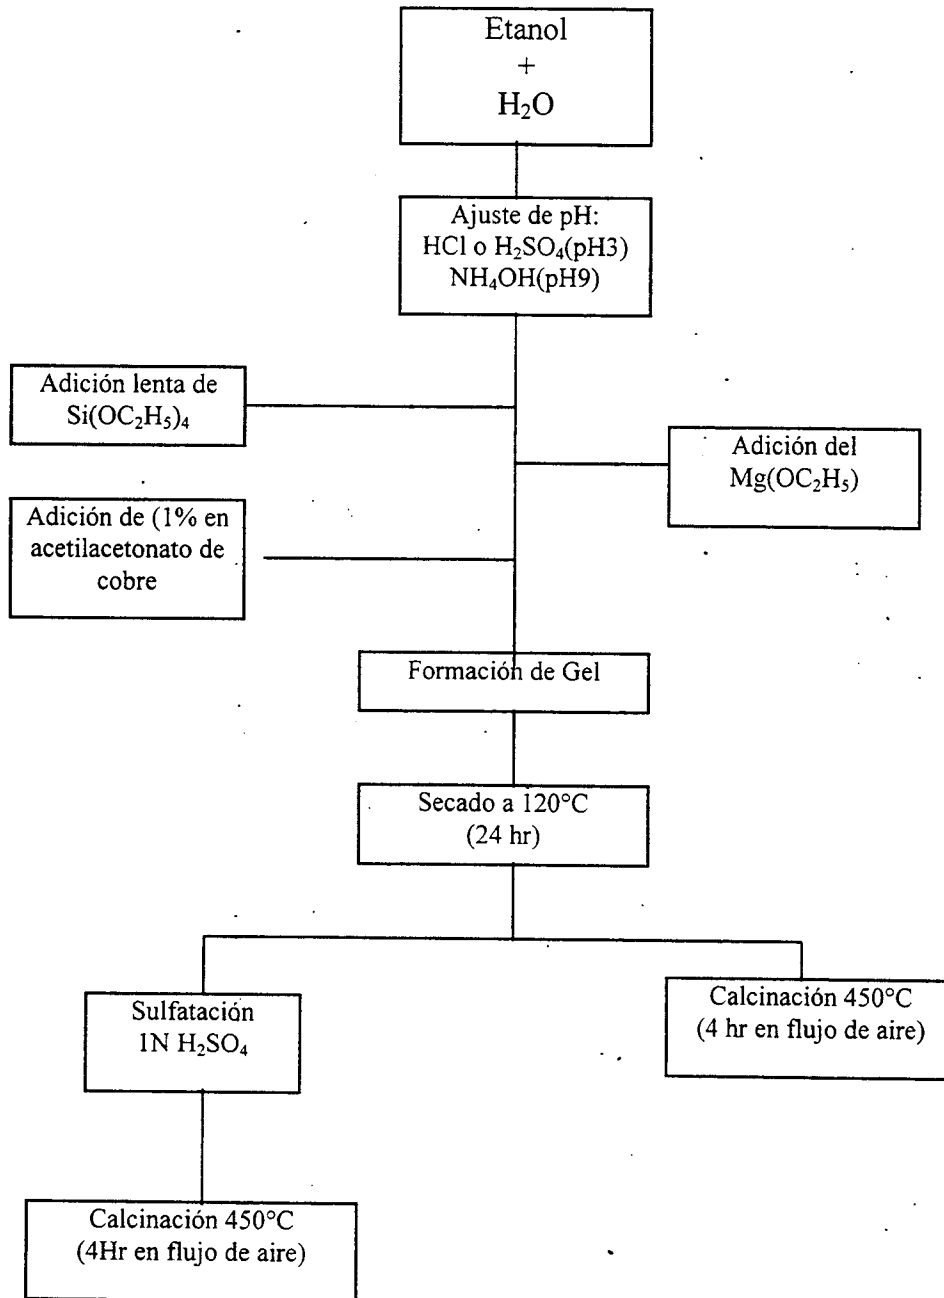 Etanol
+
H₂O
Ajuste de pH:
HCl o H₂SO₄(pH3)
NH₄OH(pH9)
Adición lenta de
Si(OC₂H₅)₄
Adición del
Mg(OC₂H₅)
Adición de (1% en
acetilacetonato de
cobre
Formación de Gel
Secado a 120°C
(24 hr)
Sulfatación
1N H₂SO₄
Calcinación 450°C
(4 hr en flujo de aire)
Calcinación 450°C
(4Hr en flujo de aire)